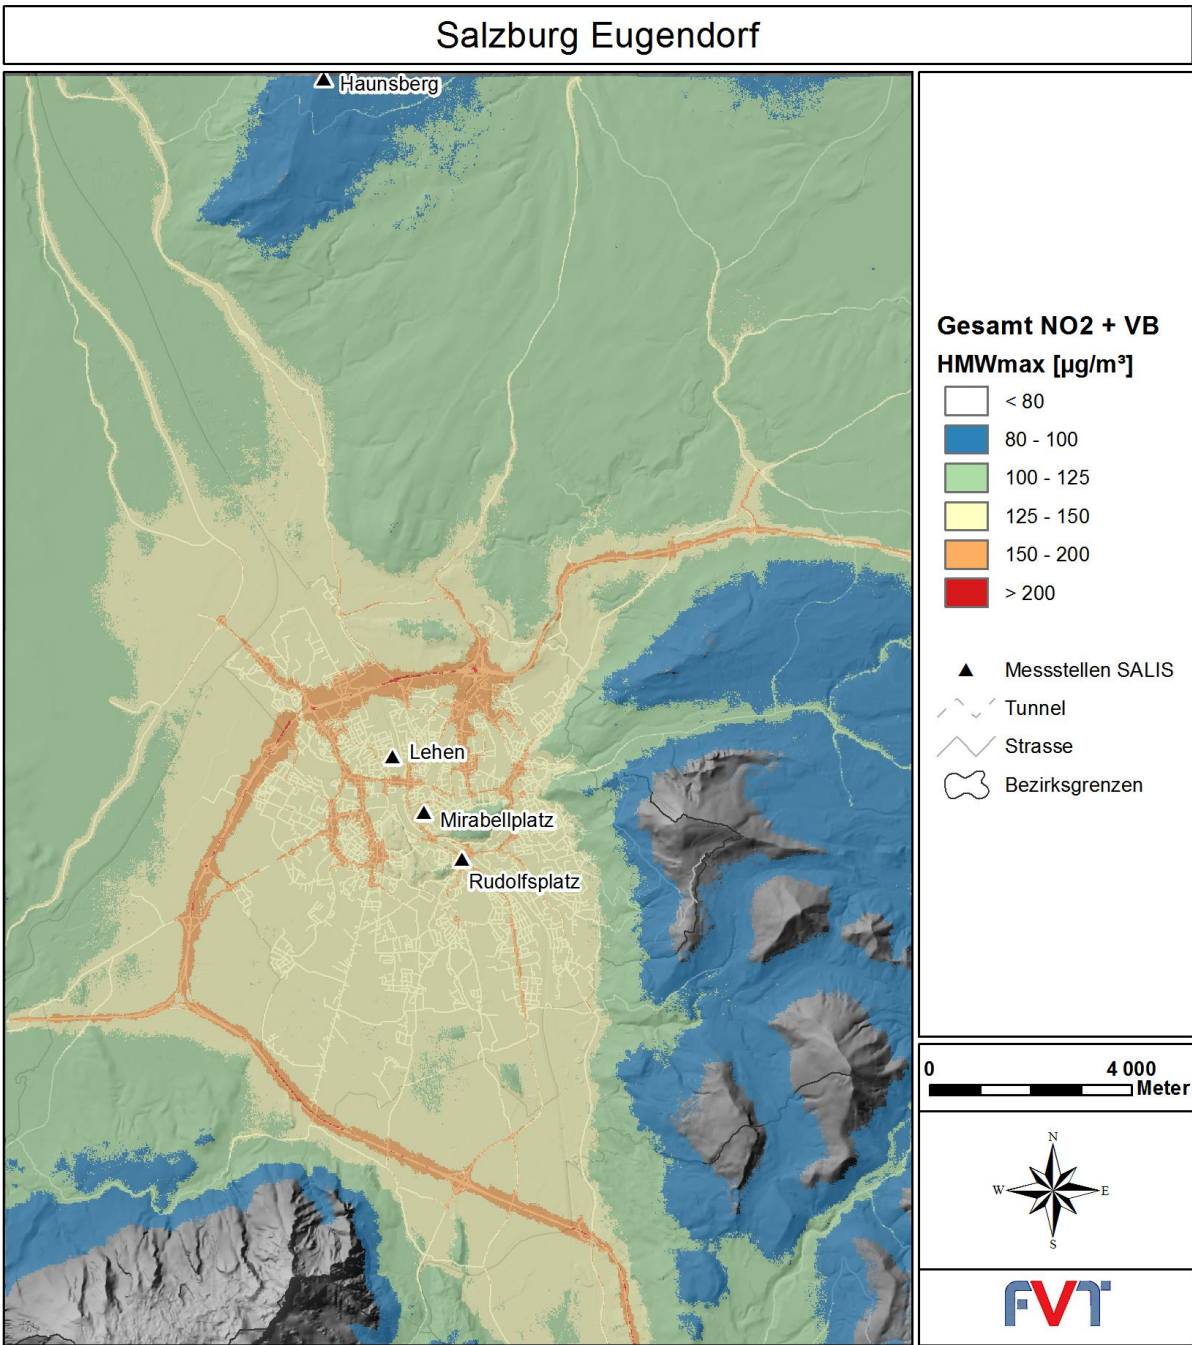 Salzburg Eugendorf
Haunsberg
Lehen
Mirabellplatz
Rudolfsplatz
Gesamt NO2 + VB
HMWmax [µg/m³]
< 80
80 - 100
100 - 125
125 - 150
150 - 200
> 200
Messstellen SALIS
Tunnel
Strasse
Bezirksgrenzen
0 4 000
Meter
N
W E
S
FVT